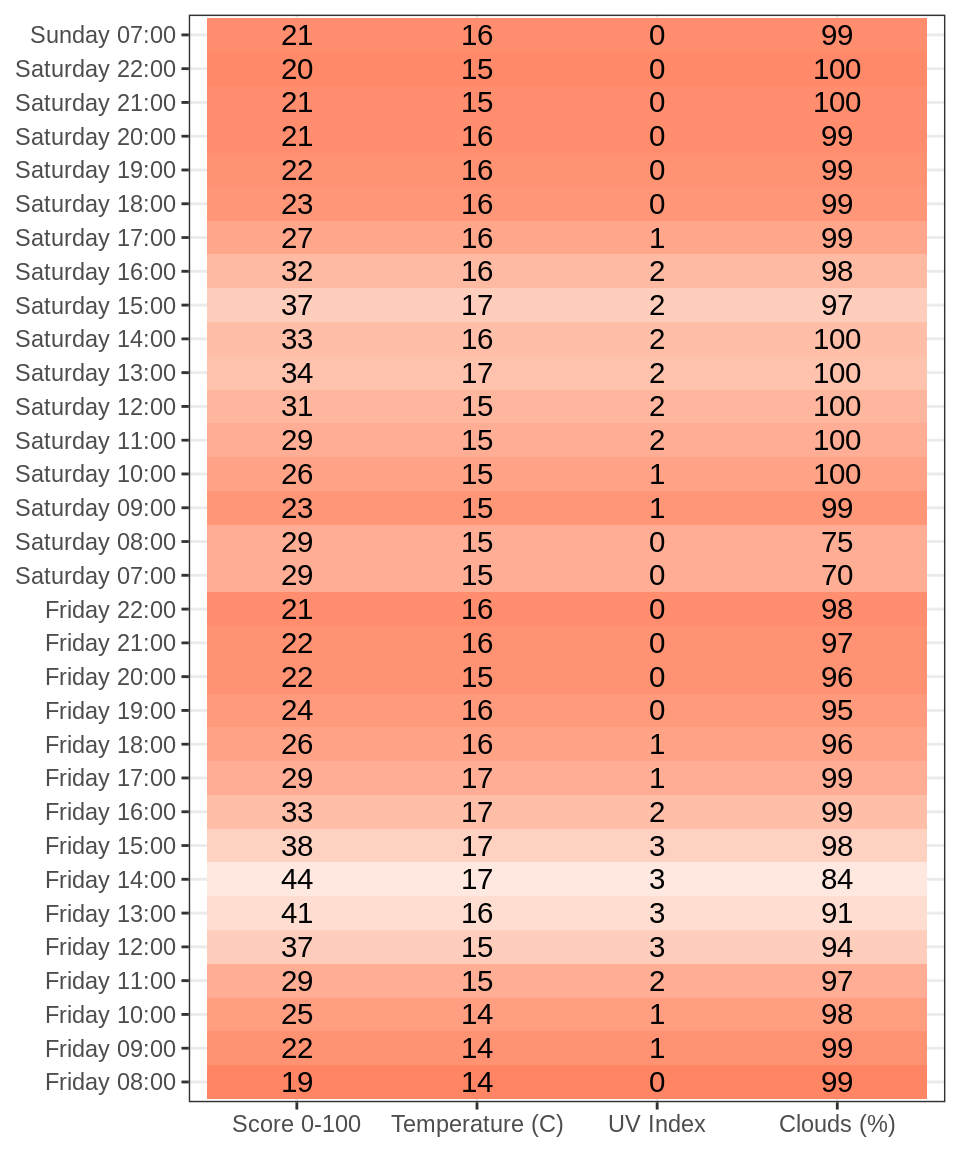 Sunday 07:00 21 16 0 99
Saturday 22:00 20 15 0 100
Saturday 21:00 21 15 0 100
Saturday 20:00 21 16 0 99
Saturday 19:00 22 16 0 99
Saturday 18:00 23 16 0 99
Saturday 17:00 27 16 1 99
Saturday 16:00 32 16 2 98
Saturday 15:00 37 17 2 97
Saturday 14:00 33 16 2 100
Saturday 13:00 34 17 2 100
Saturday 12:00 31 15 2 100
Saturday 11:00 29 15 2 100
Saturday 10:00 26 15 1 100
Saturday 09:00 23 15 1 99
Saturday 08:00 29 15 0 75
Saturday 07:00 29 15 0 70
Friday 22:00 21 16 0 98
Friday 21:00 22 16 0 97
Friday 20:00 22 15 0 96
Friday 19:00 24 16 0 95
Friday 18:00 26 16 1 96
Friday 17:00 29 17 1 99
Friday 16:00 33 17 2 99
Friday 15:00 38 17 3 98
Friday 14:00 44 17 3 84
Friday 13:00 41 16 3 91
Friday 12:00 37 15 3 94
Friday 11:00 29 15 2 97
Friday 10:00 25 14 1 98
Friday 09:00 22 14 1 99
Friday 08:00 19 14 0 99
Score 0-100 Temperature (C) UV Index Clouds (%)